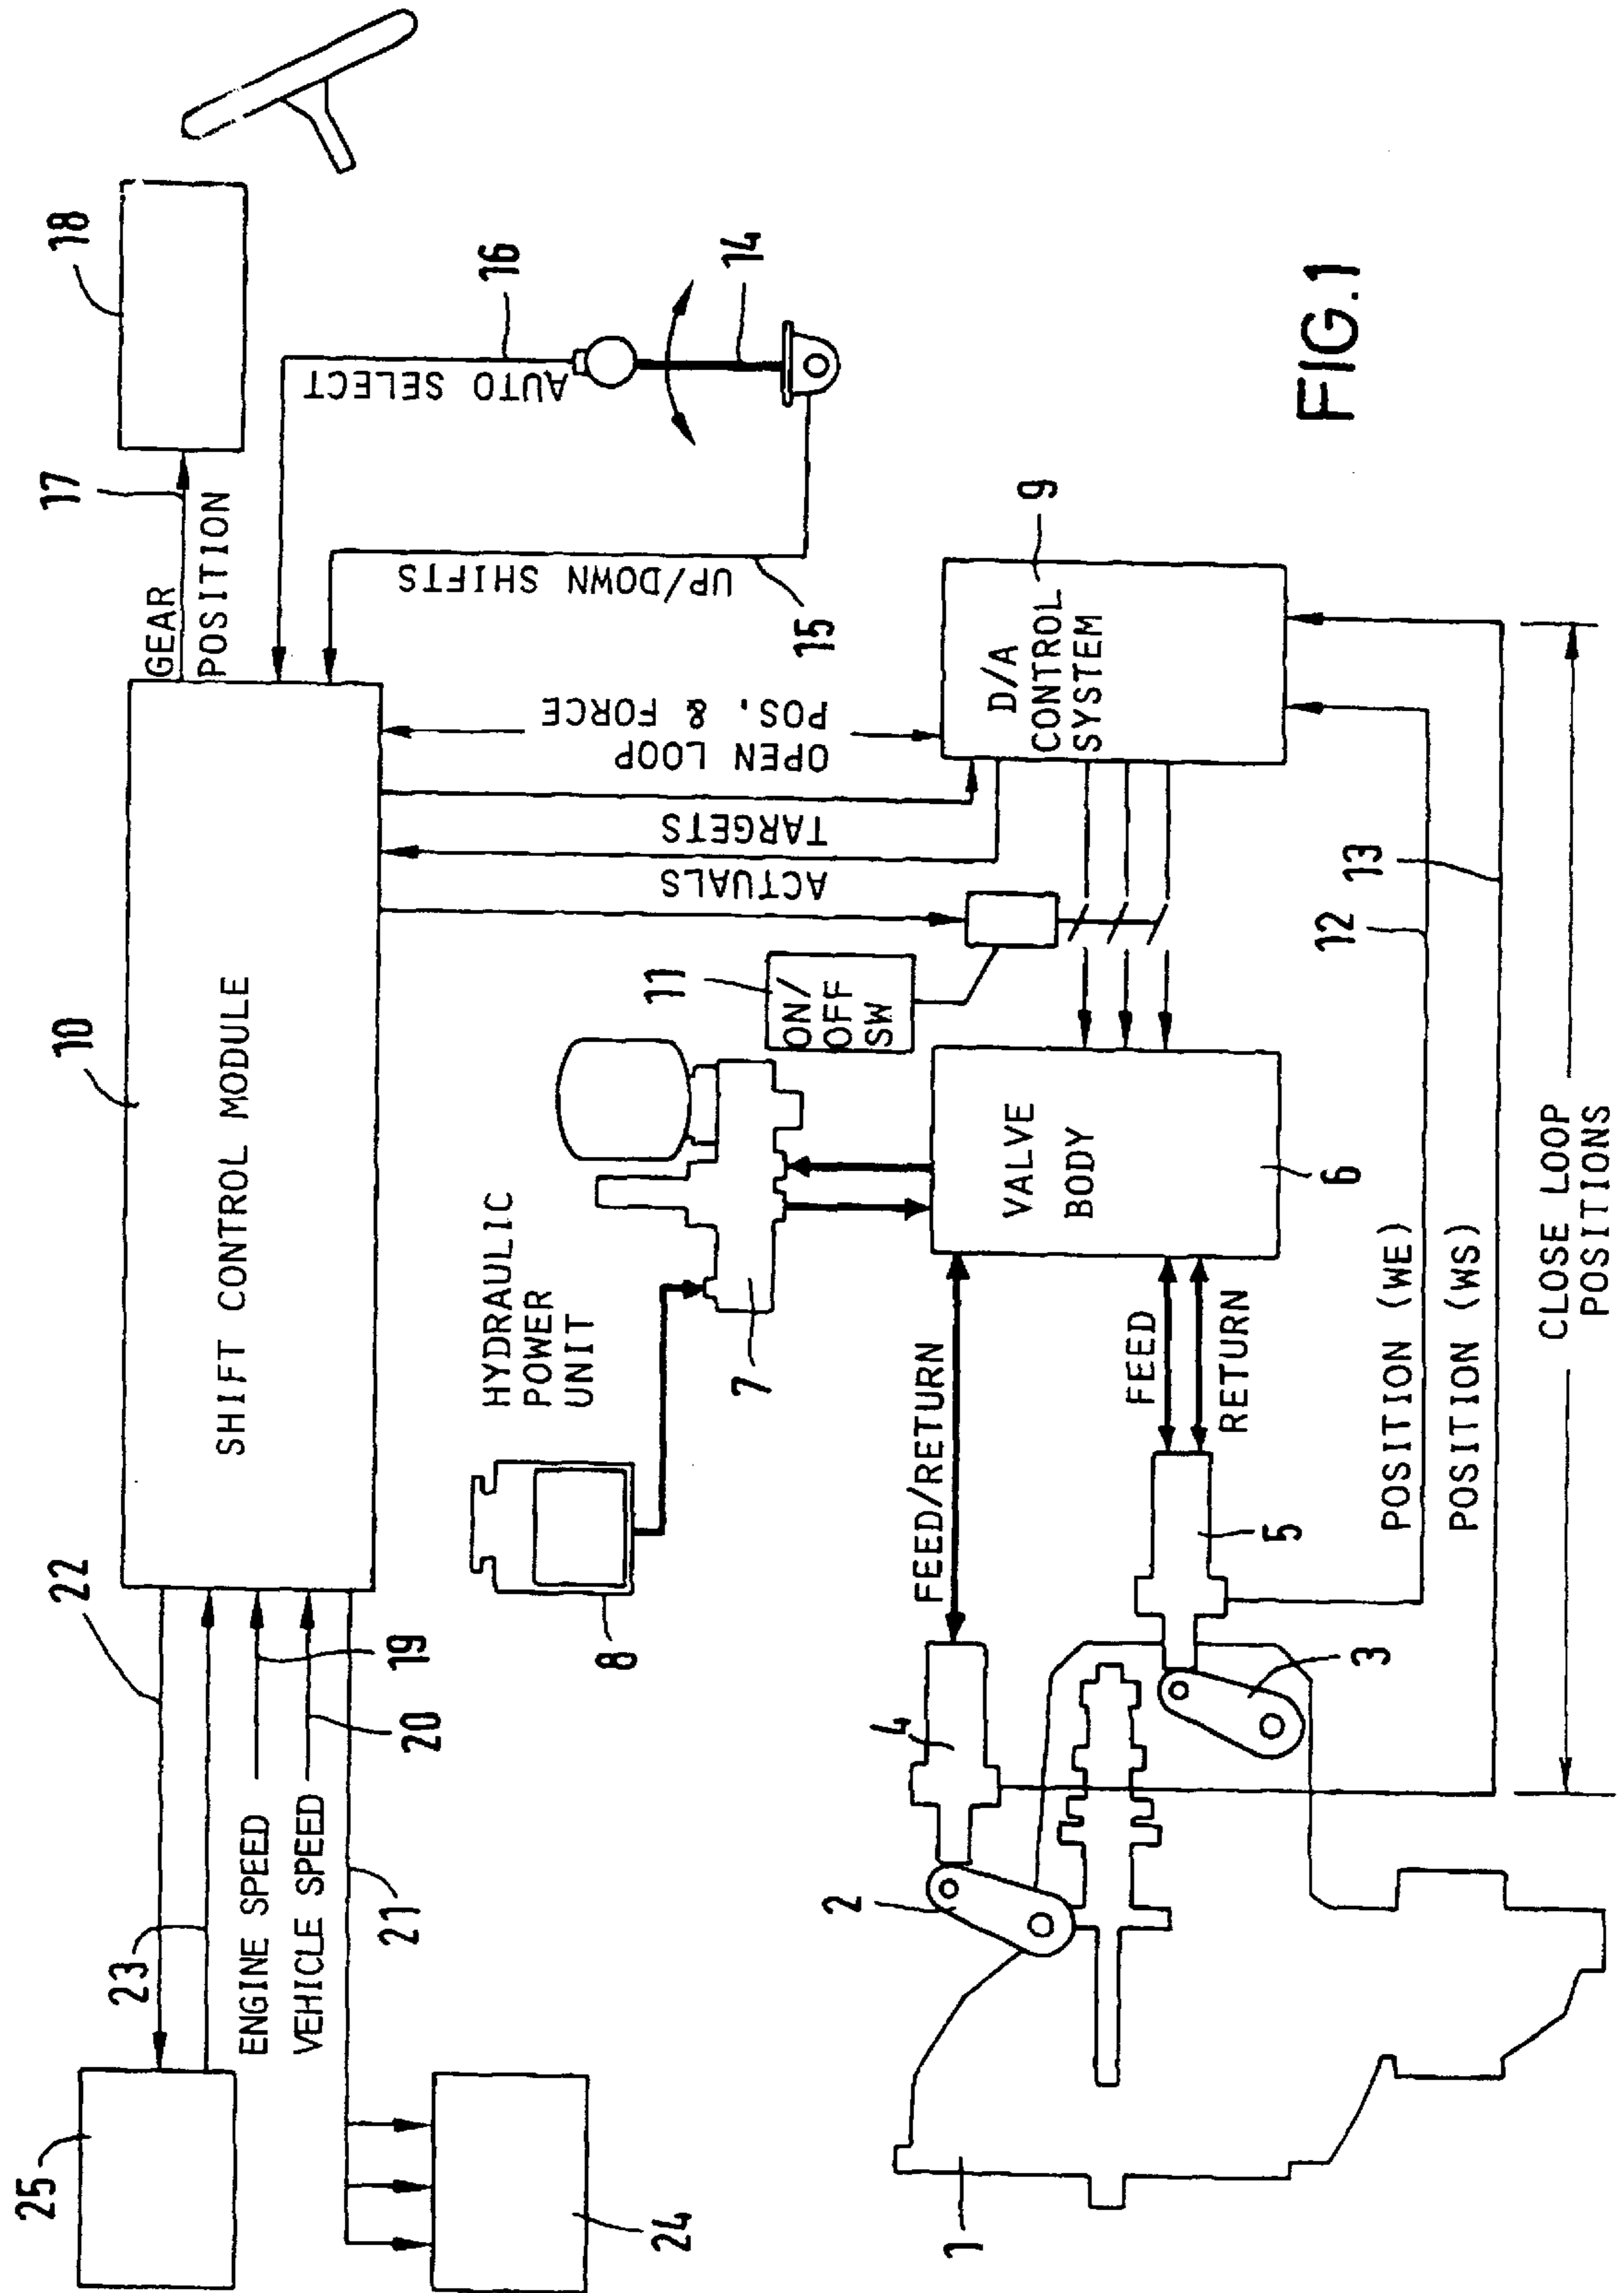 25
24
23
22
21
20
19
ENGINE SPEED
VEHICLE SPEED
10
SHIFT CONTROL MODULE
GEAR
POSITION
17
18
16
AUTO SELECT
14
UP/DOWN SHIFTS
15
OPEN LOOP
POS. & FORCE
TARGETS
ACTUALS
11
ON/
OFF
SW
D/A
CONTROL
SYSTEM
9
HYDRAULIC
POWER
UNIT
7
8
VALVE
BODY
6
FEED/RETURN
FEED
RETURN
4
5
2
3
1
12
13
POSITION (WE)
POSITION (WS)
CLOSE LOOP
POSITIONS
FIG.1